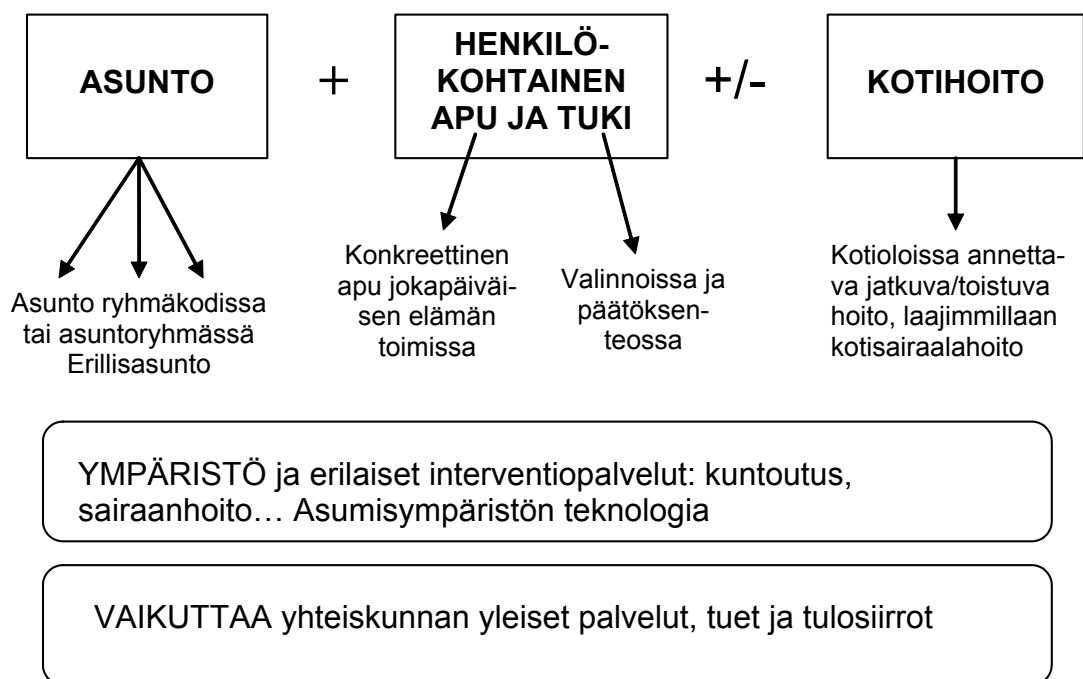 ASUNTO
+
HENKILÖ-
KOHTAINEN
APU JA TUKI
+/-
KOTIHOITO
Asunto ryhmäkodissa
tai asuntoryhmässä
Erillisasunto
Konkreettinen
apu jokapäiväi-
sen elämän
toimissa
Valinnoissa ja
päätöksen-
teossa
Kotioloissa annetta-
va jatkuva/toistuva
hoito, laajimmillaan
kotisairaalahoito
YMPÄRISTÖ ja erilaiset interventiopalvelut: kuntoutus,
sairaanhoito… Asumisympäristön teknologia
VAIKUTTAA yhteiskunnan yleiset palvelut, tuet ja tulosiirrot